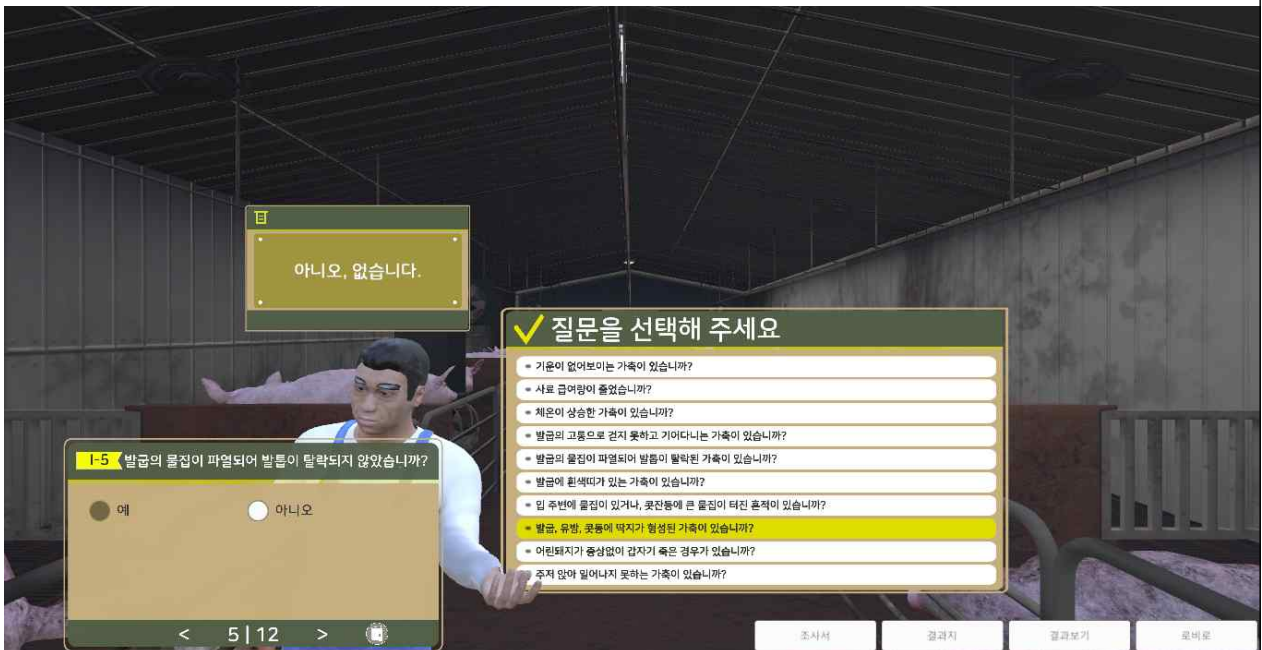 아니오, 없습니다.
질문을 선택해 주세요
기운이 없어보이는 가축이 있습니까?
사료 급여량이 줄었습니까?
체온이 상승한 가축이 있습니까?
발굽의 고통으로 걷지 못하고 기어다니는 가축이 있습니까?
발굽의 물집이 파열되어 발톱이 탈락된 가축이 있습니까?
발굽에 흰색띠가 있는 가축이 있습니까?
입 주변에 물집이 있거나, 콧잔등에 큰 물집이 터진 흔적이 있습니까?
발굽, 유방, 콧등에 딱지가 형성된 가축이 있습니까?
어린돼지가 증상없이 갑자기 죽은 경우가 있습니까?
주저 앉아 일어나지 못하는 가축이 있습니까?
I-5 발굽의 물집이 파열되어 발톱이 탈락되지 않았습니까?
예 아니오
< 5|12 >
조사서 결과지 결과보기 로비로